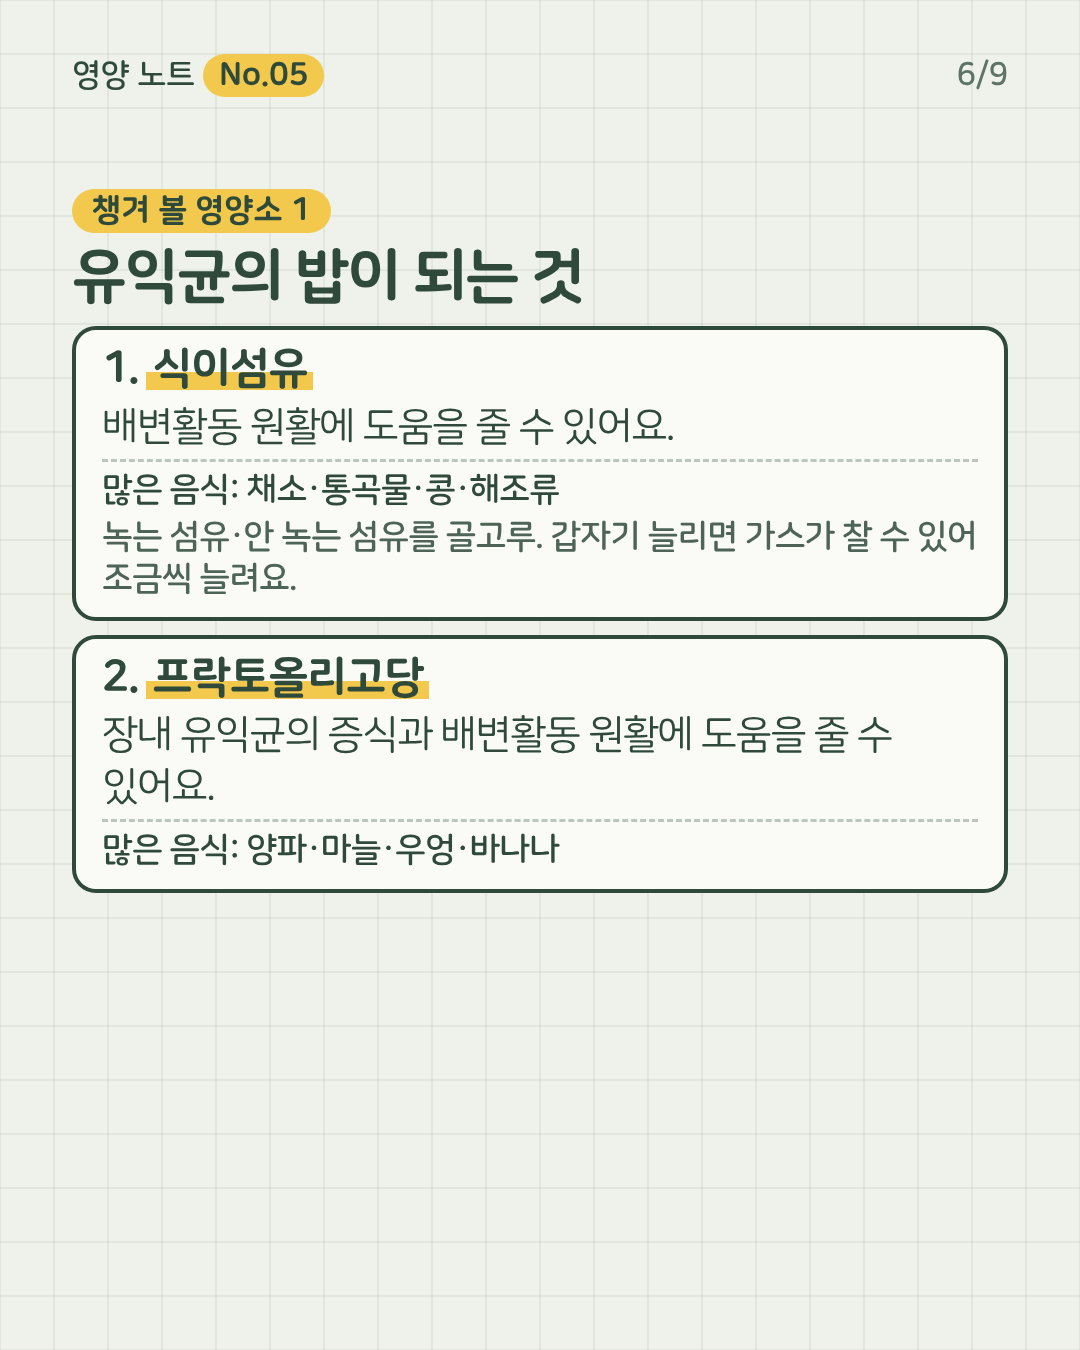 영양 노트 No.05
6/9
챙겨 볼 영양소 1
유익균의 밥이 되는 것
1. 식이섬유
배변활동 원활에 도움을 줄 수 있어요.
많은 음식: 채소·통곡물·콩·해조류
녹는 섬유·안 녹는 섬유를 골고루. 갑자기 늘리면 가스가 찰 수 있어
조금씩 늘려요.
2. 프락토올리고당
장내 유익균의 증식과 배변활동 원활에 도움을 줄 수
있어요.
많은 음식: 양파·마늘·우엉·바나나